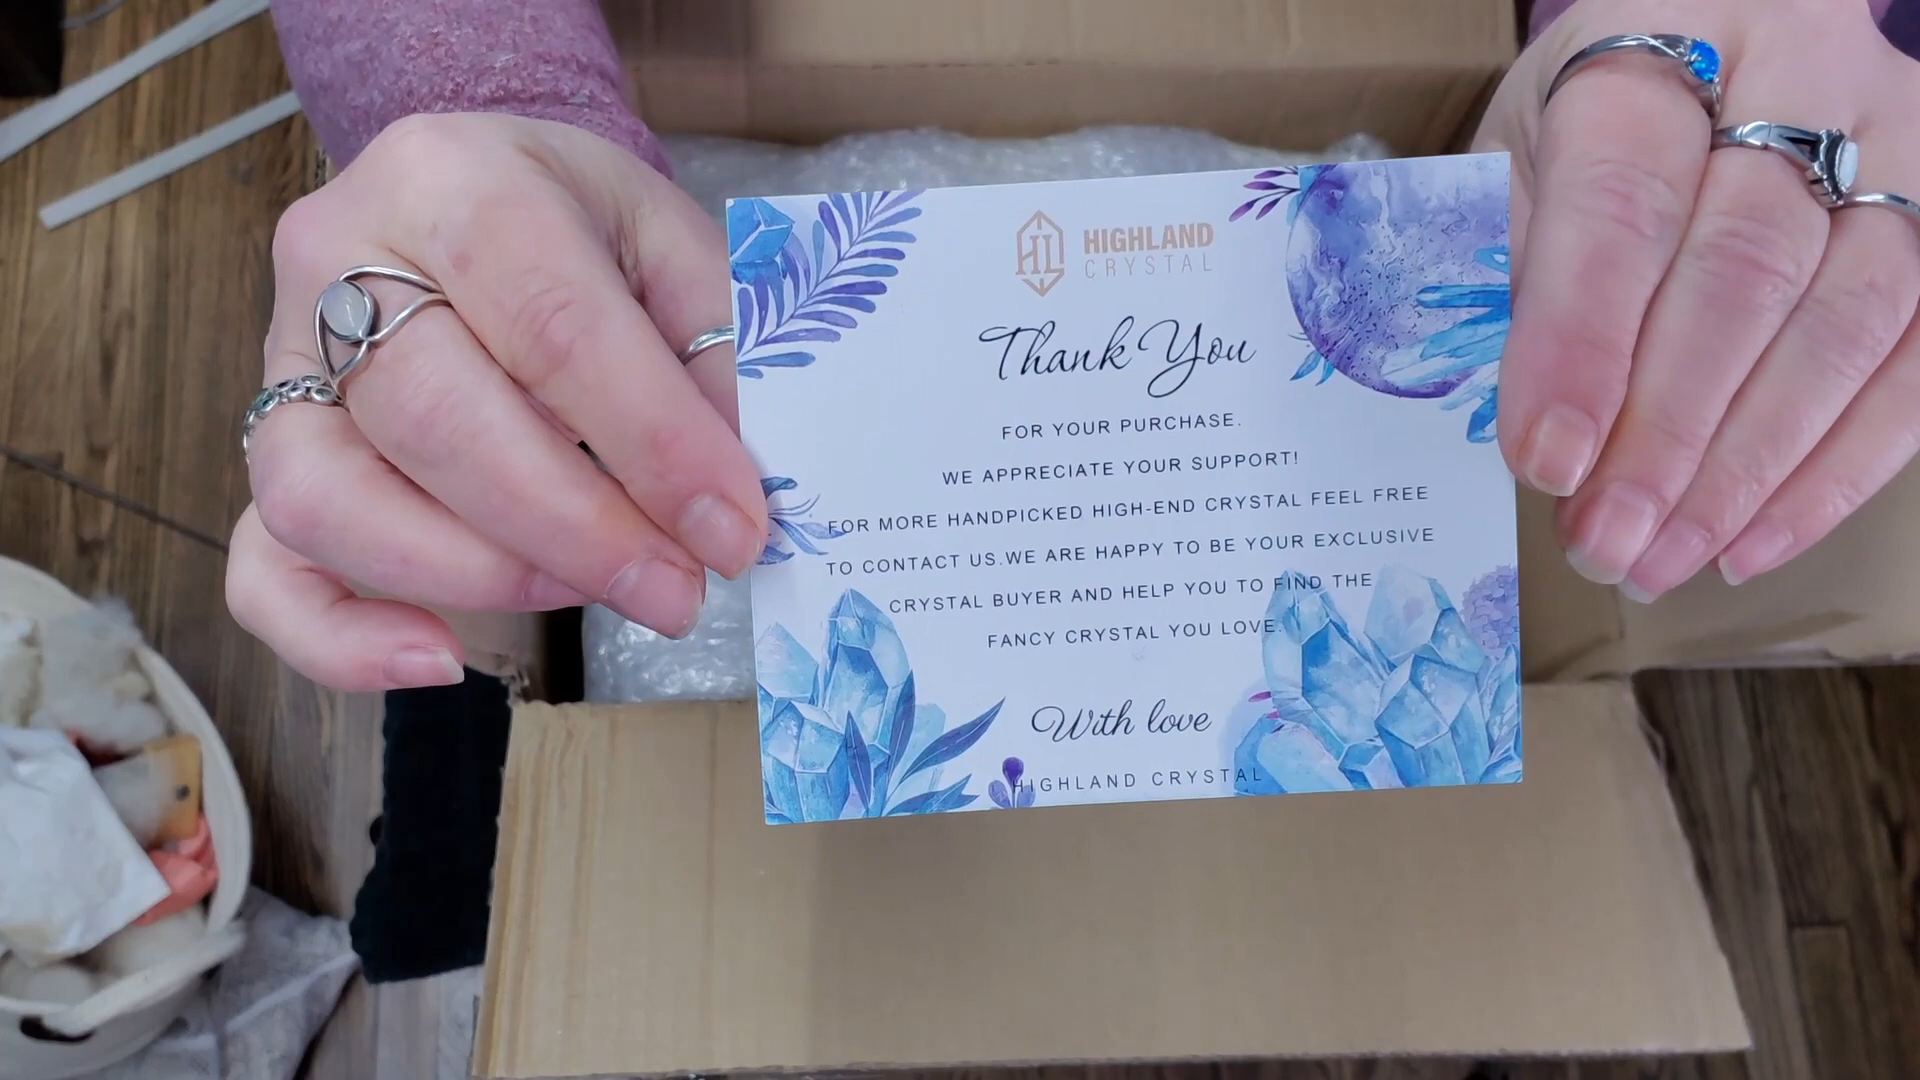 HL HIGHLAND
CRYSTAL
Thank You
FOR YOUR PURCHASE.
WE APPRECIATE YOUR SUPPORT!
FOR MORE HANDPICKED HIGH-END CRYSTAL FEEL FREE
TO CONTACT US.WE ARE HAPPY TO BE YOUR EXCLUSIVE
CRYSTAL BUYER AND HELP YOU TO FIND THE
FANCY CRYSTAL YOU LOVE.
With love
HIGHLAND CRYSTAL